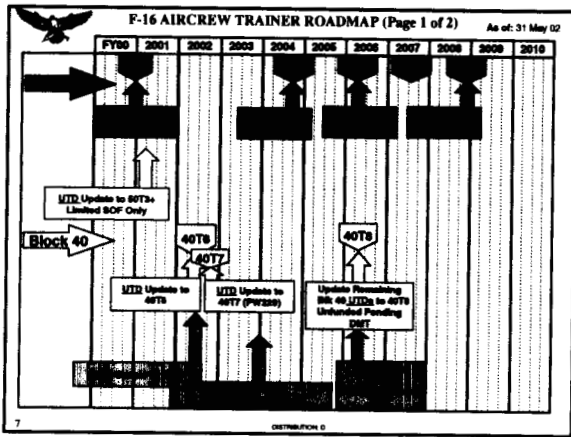 F-16 AIRCREW TRAINER ROADMAP (Page 1 of 2)
As of: 31 May 02
FY00 2001 2002 2003 2004 2005 2006 2007 2008 2009 2010
UTD Update to 50T3+
Limited SOF Only
Block 40
40T6
40T7
40T8
UTD Update to
UTD Update to
40T7 (PW229)
Update Remaining
Blk 40 UTDs to 40T8
Unfunded Pending
DMT
7
DISTRIBUTION: D